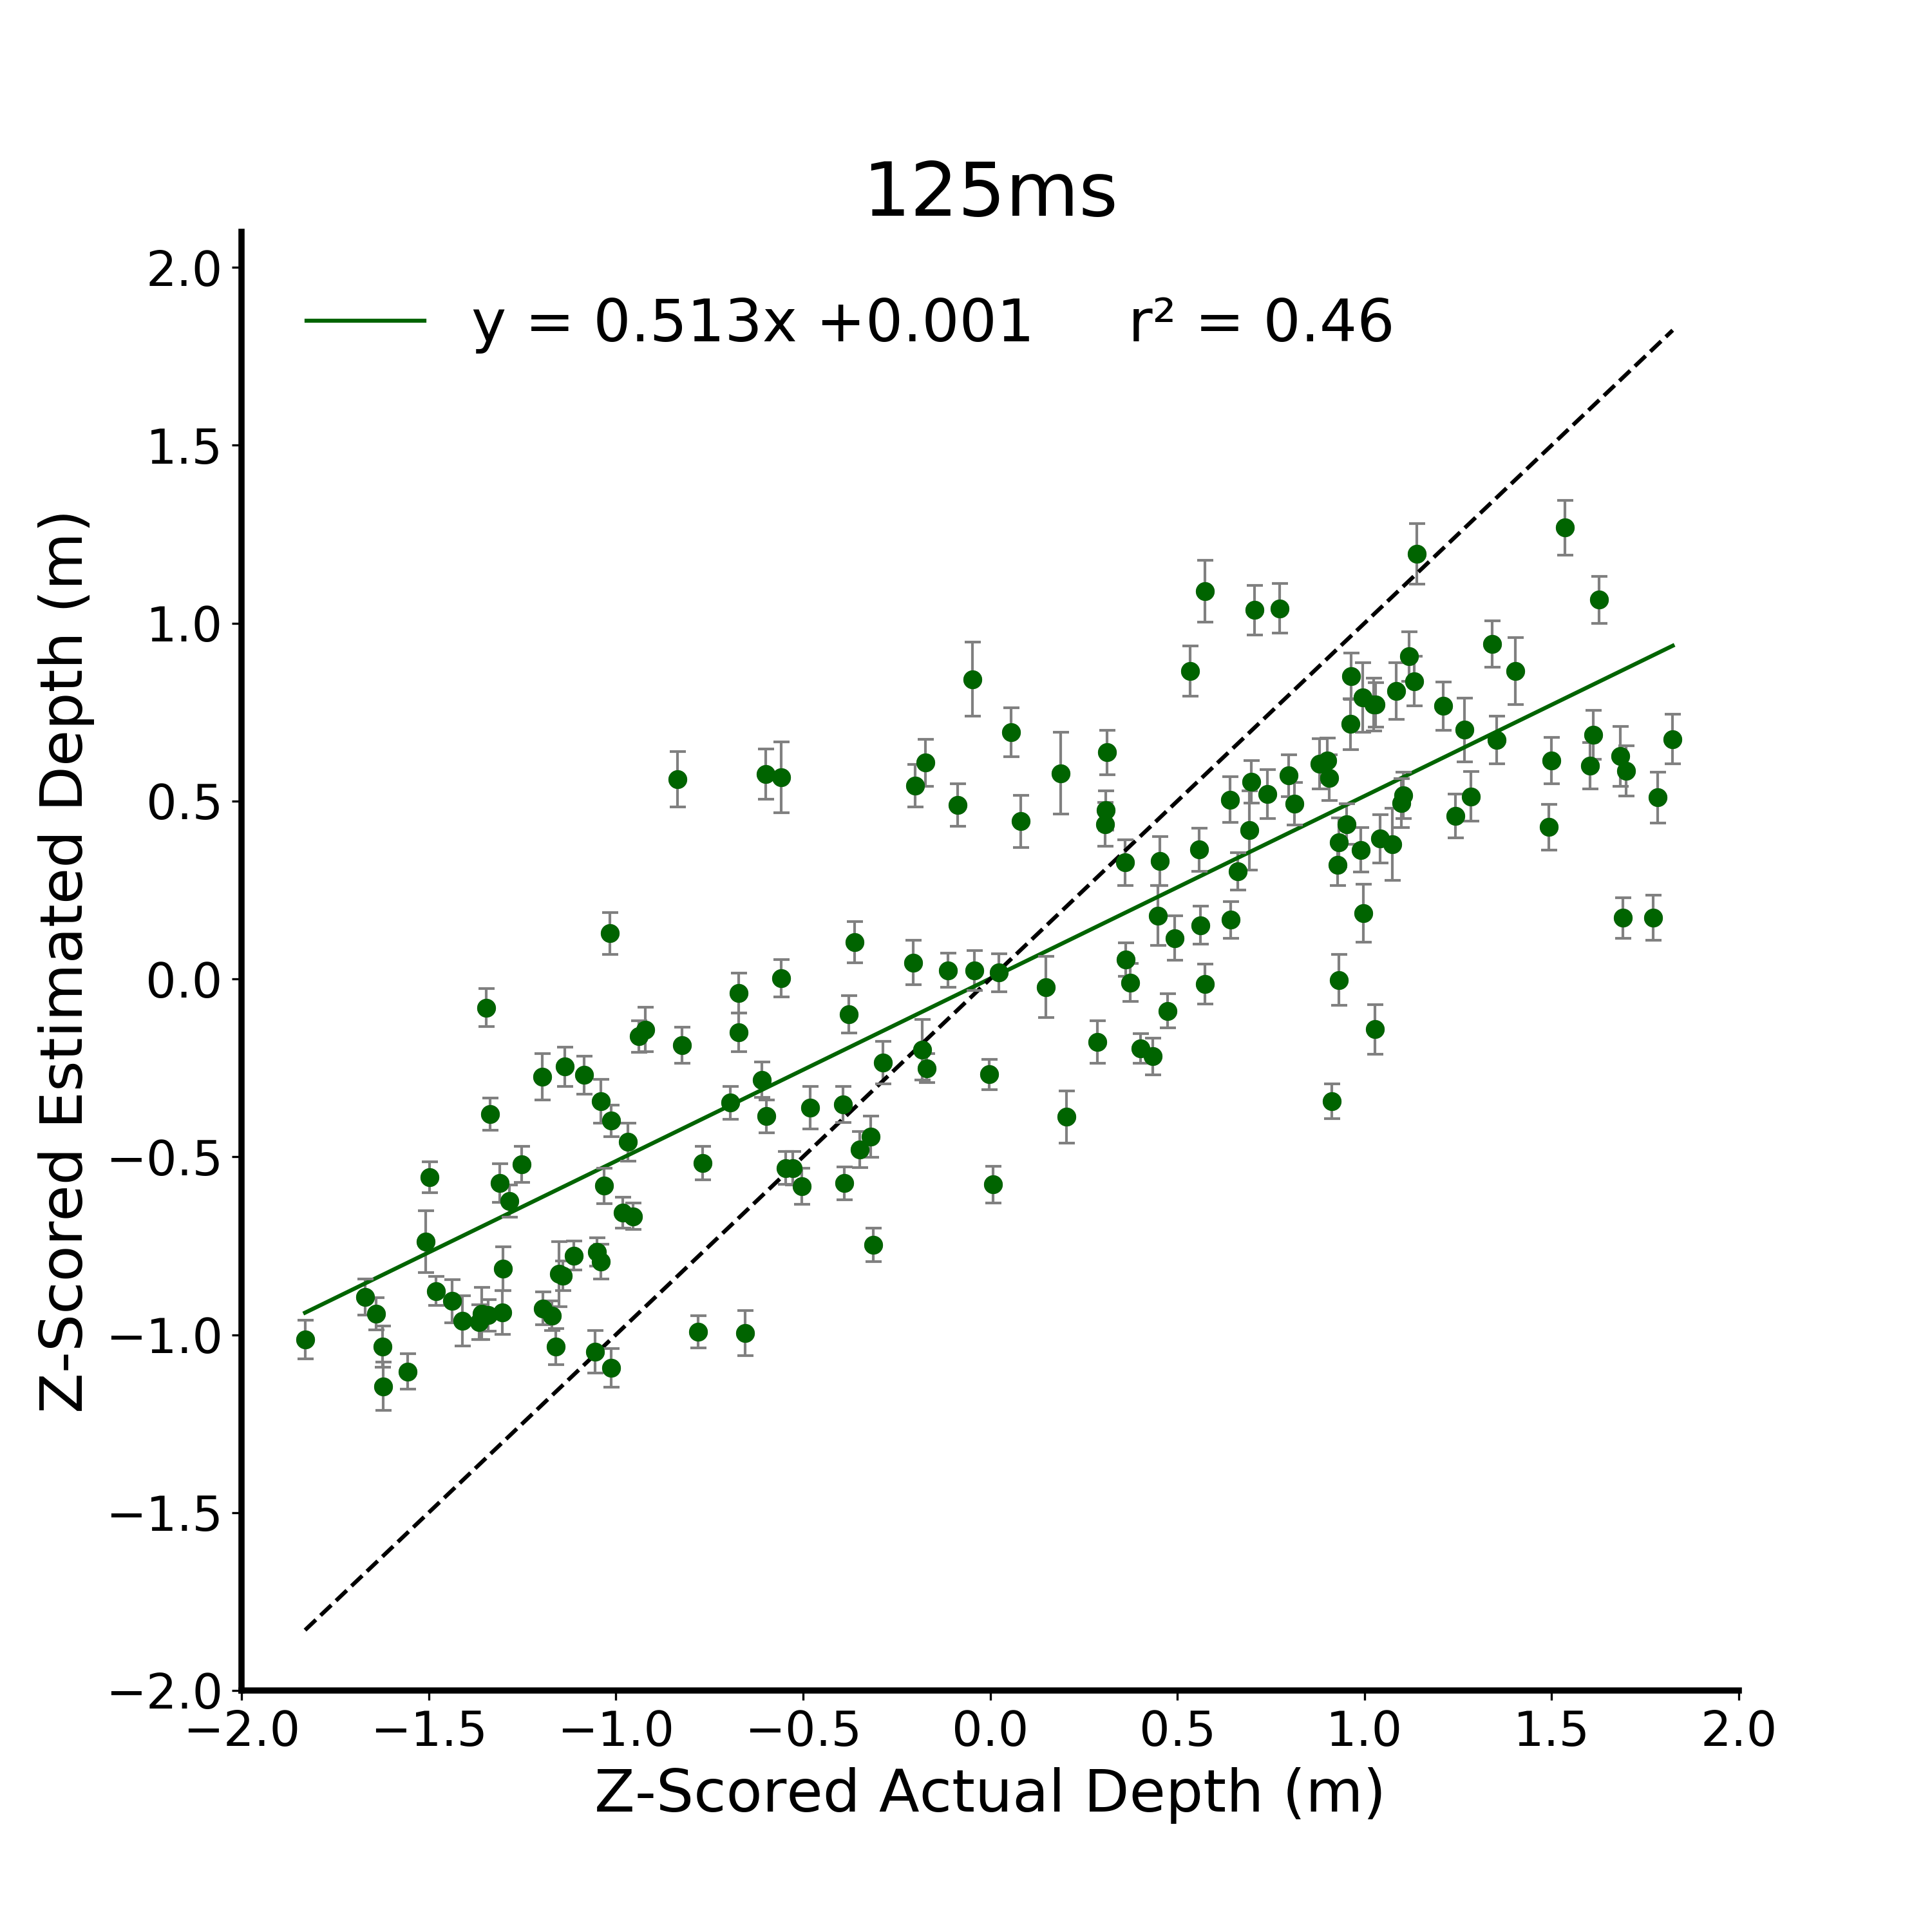 125ms
y = 0.513x +0.001 r² = 0.46
Z-Scored Estimated Depth (m)
2.0
1.5
1.0
0.5
0.0
−0.5
−1.0
−1.5
−2.0
−2.0 −1.5 −1.0 −0.5 0.0 0.5 1.0 1.5 2.0
Z-Scored Actual Depth (m)